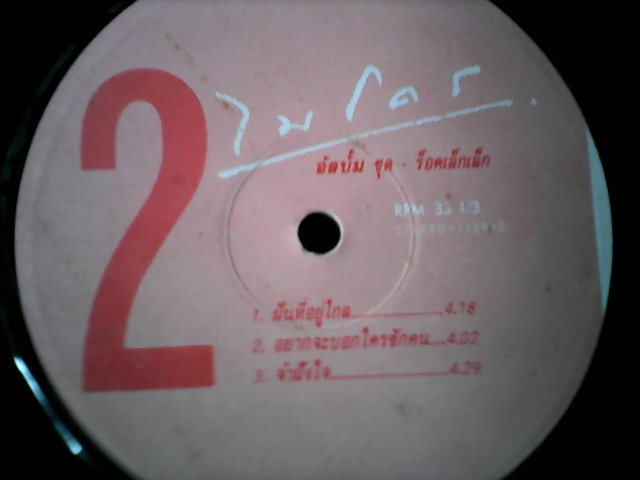 2
ไมโคร
อัลบั้ม ชุด - ร็อคเล็กเล็ก
RPM 33 1/3
1. ฝันที่อยู่ไกล......................4.18
2. อยากจะบอกใครซักคน....4.02
3. จำฝังใจ............................4.29